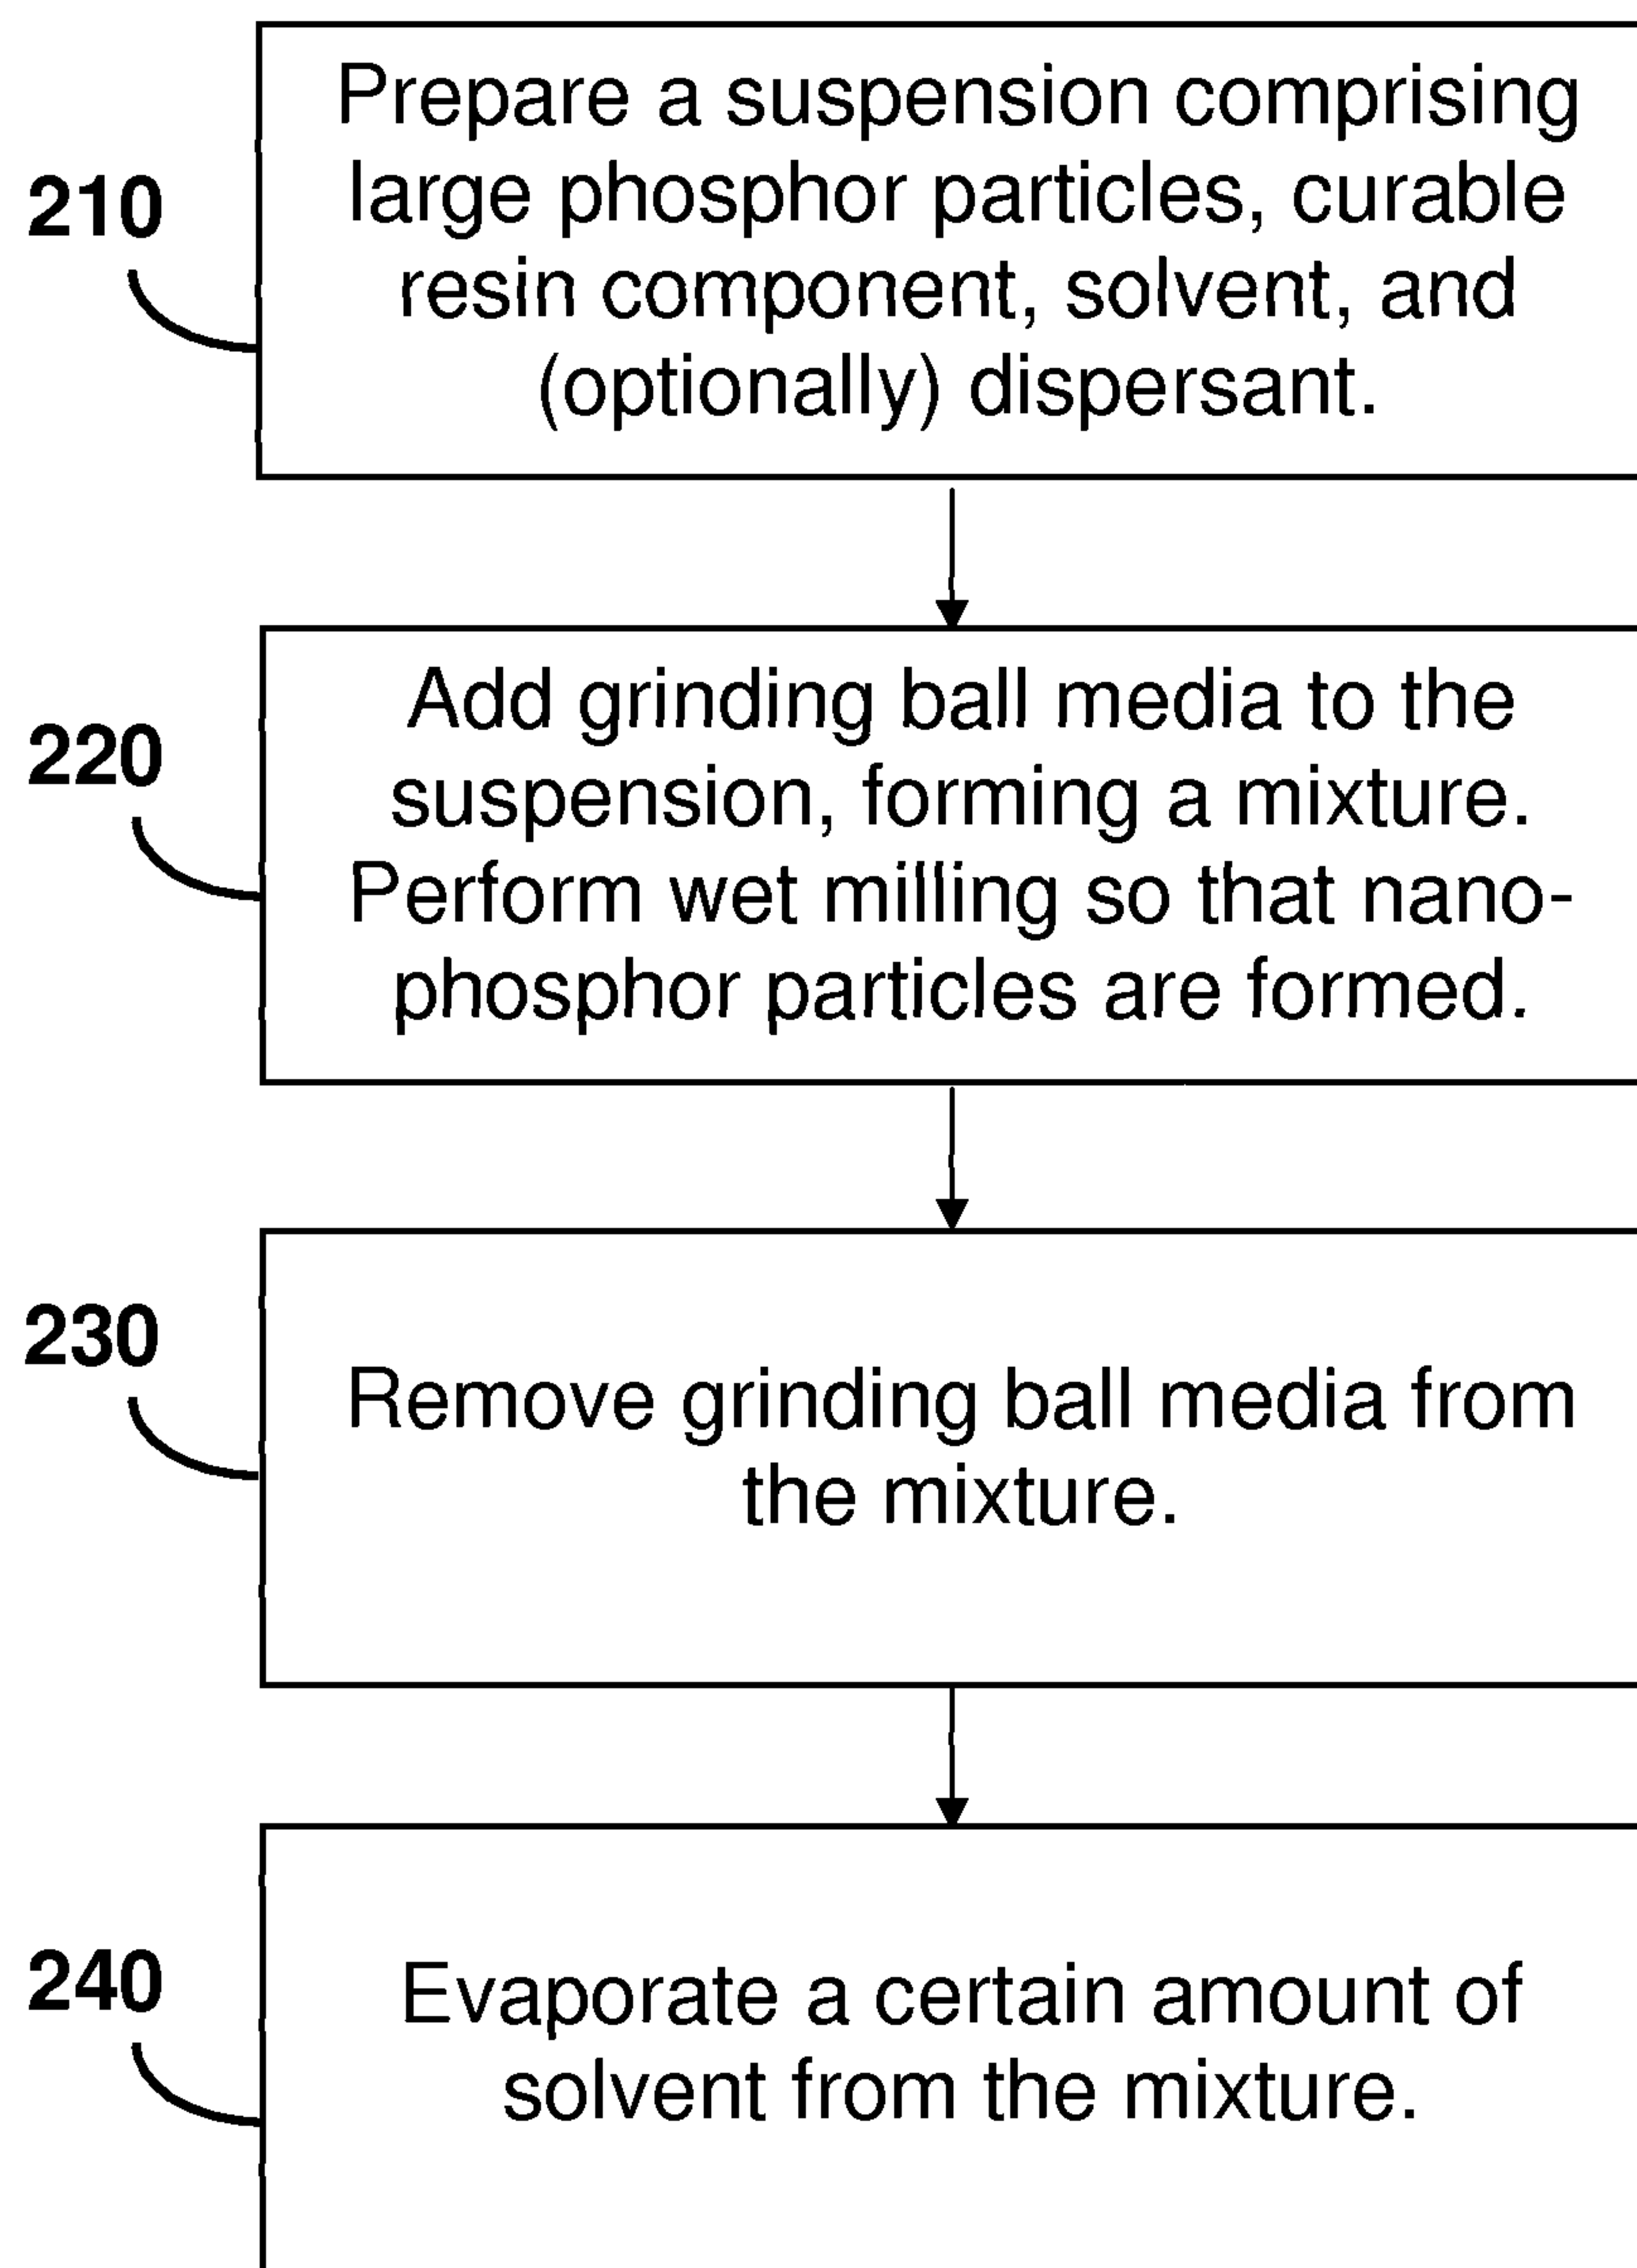 210
Prepare a suspension comprising
large phosphor particles, curable
resin component, solvent, and
(optionally) dispersant.
220
Add grinding ball media to the
suspension, forming a mixture.
Perform wet milling so that nano-
phosphor particles are formed.
230
Remove grinding ball media from
the mixture.
240
Evaporate a certain amount of
solvent from the mixture.